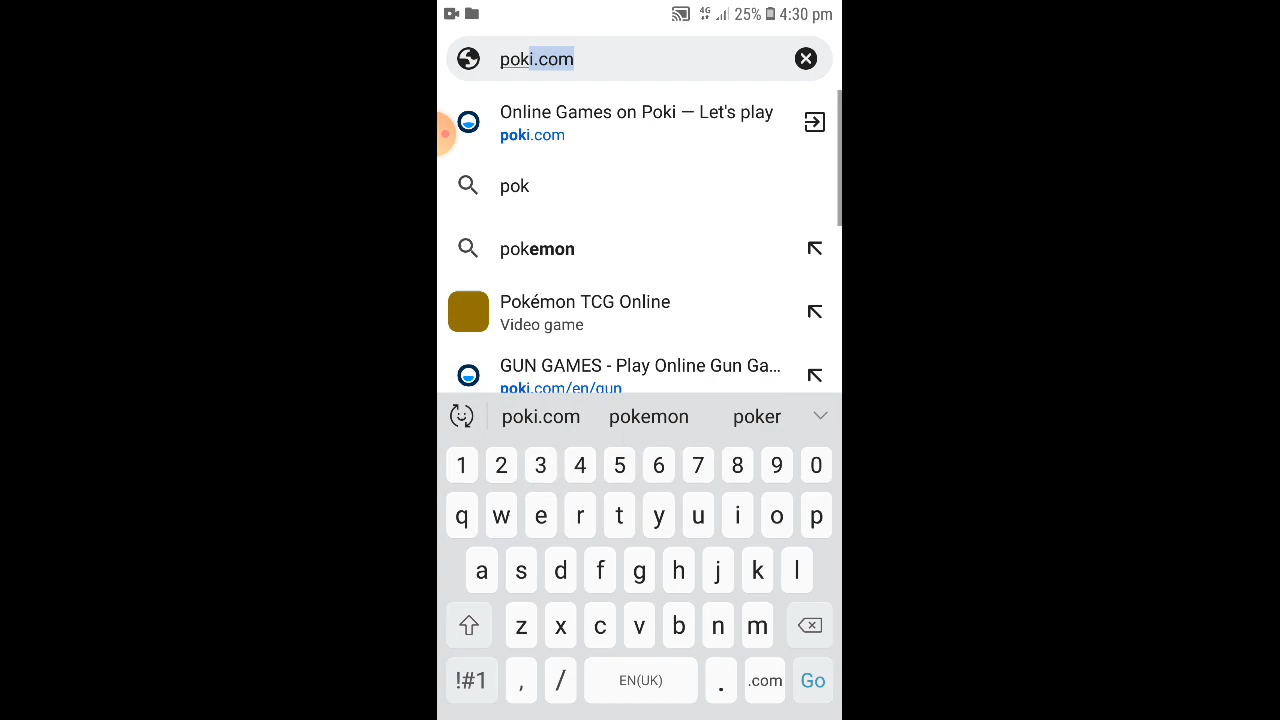 4G 25% 4:30 pm
poki.com
Online Games on Poki — Let's play
poki.com
pok
pokemon
Pokémon TCG Online
Video game
GUN GAMES - Play Online Gun Ga...
poki.com/en/gun
poki.com pokemon poker
1 2 3 4 5 6 7 8 9 0
q w e r t y u i o p
a s d f g h j k l
z x c v b n m
!#1 , / EN(UK) . .com Go